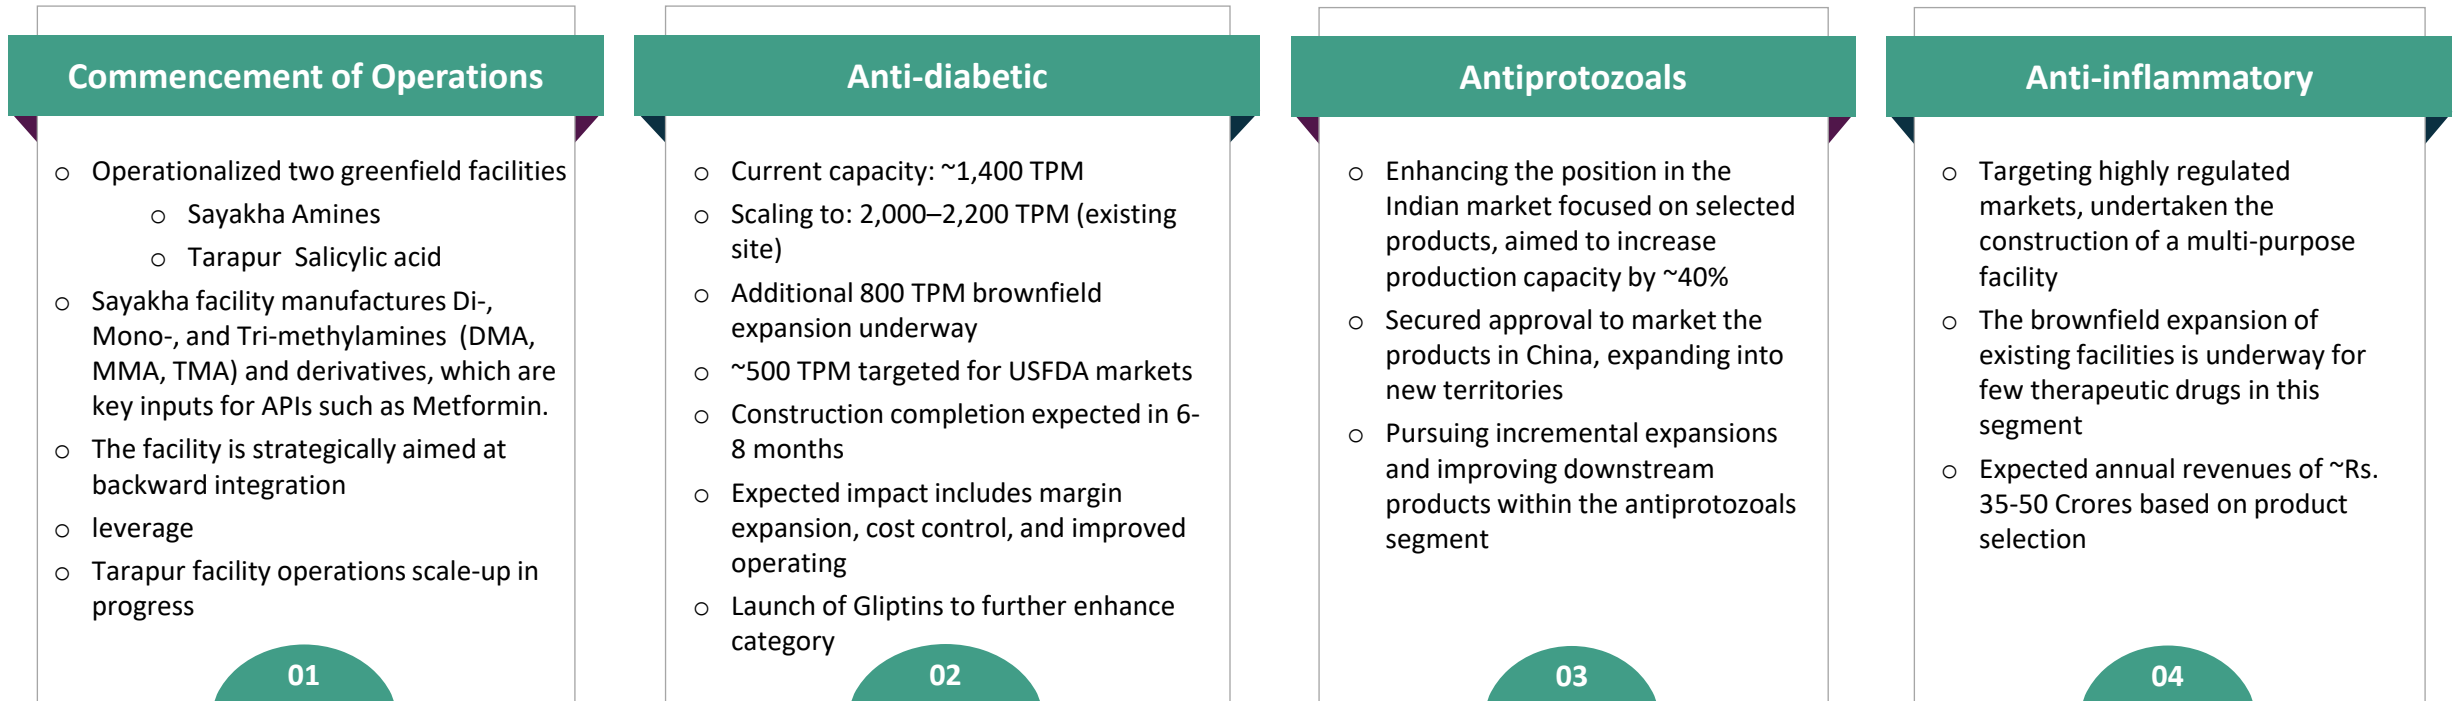 Commencement of Operations
o Operationalized two greenfield facilities
o Sayakha Amines
o Tarapur Salicylic acid
o Sayakha facility manufactures Di-,
Mono-, and Tri-methylamines (DMA,
MMA, TMA) and derivatives, which are
key inputs for APIs such as Metformin.
o The facility is strategically aimed at
backward integration
o leverage
o Tarapur facility operations scale-up in
progress
01
Anti-diabetic
o Current capacity: ~1,400 TPM
o Scaling to: 2,000–2,200 TPM (existing
site)
o Additional 800 TPM brownfield
expansion underway
o ~500 TPM targeted for USFDA markets
o Construction completion expected in 6-
8 months
o Expected impact includes margin
expansion, cost control, and improved
operating
o Launch of Gliptins to further enhance
category
02
Antiprotozoals
o Enhancing the position in the
Indian market focused on selected
products, aimed to increase
production capacity by ~40%
o Secured approval to market the
products in China, expanding into
new territories
o Pursuing incremental expansions
and improving downstream
products within the antiprotozoals
segment
03
Anti-inflammatory
o Targeting highly regulated
markets, undertaken the
construction of a multi-purpose
facility
o The brownfield expansion of
existing facilities is underway for
few therapeutic drugs in this
segment
o Expected annual revenues of ~Rs.
35-50 Crores based on product
selection
04